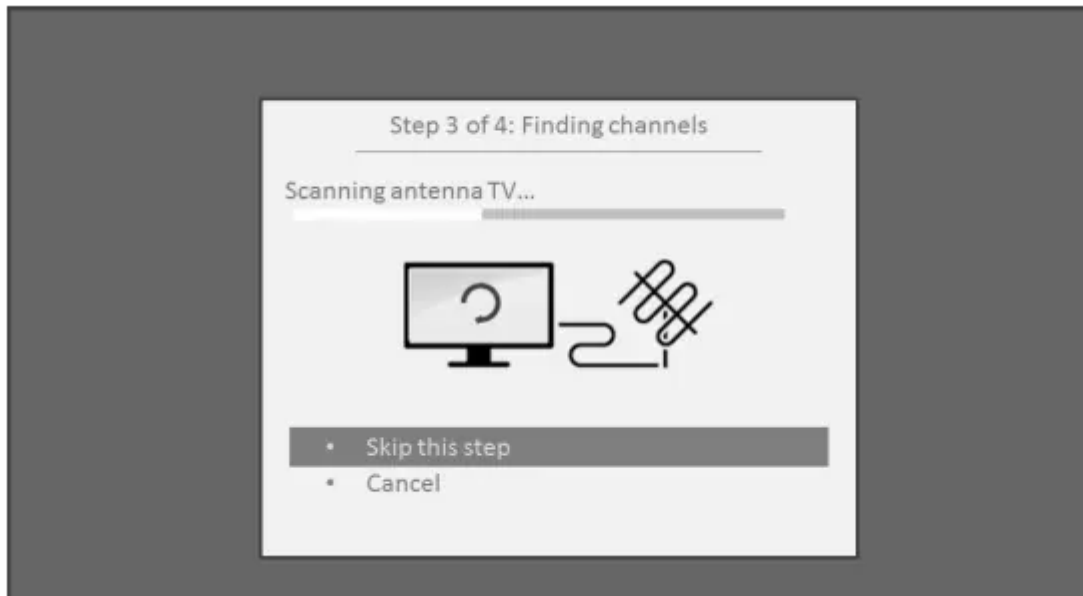 Step 3 of 4: Finding channels
Scanning antenna TV...
• Skip this step
• Cancel